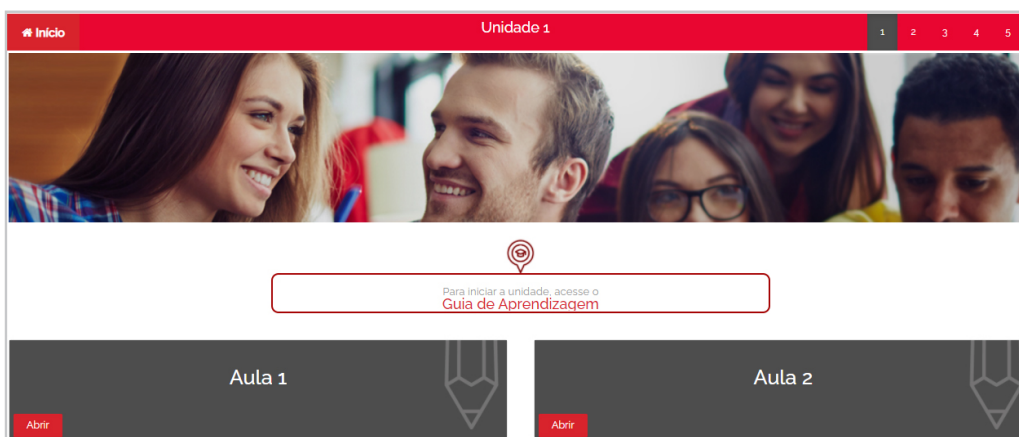 Início
Unidade 1
1 2 3 4 5
Para iniciar a unidade, acesse o
Guia de Aprendizagem
Aula 1
Abrir
Aula 2
Abrir